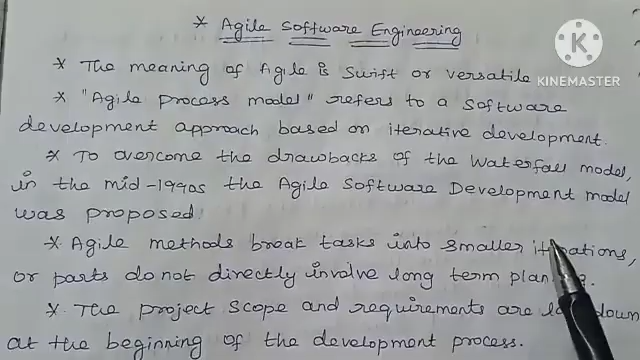 * Agile Software Engineering
K
KINEMASTER
* The meaning of Agile is Swift or versatile
* "Agile process model" refers to a software
development approach based on iterative development.
* To overcome the drawbacks of the Waterfall model,
in the mid-1990s the Agile Software Development model
was proposed.
* Agile methods break tasks into smaller iterations,
or parts do not directly involve long term
* The project scope and requirements are down
at the beginning of the development process.